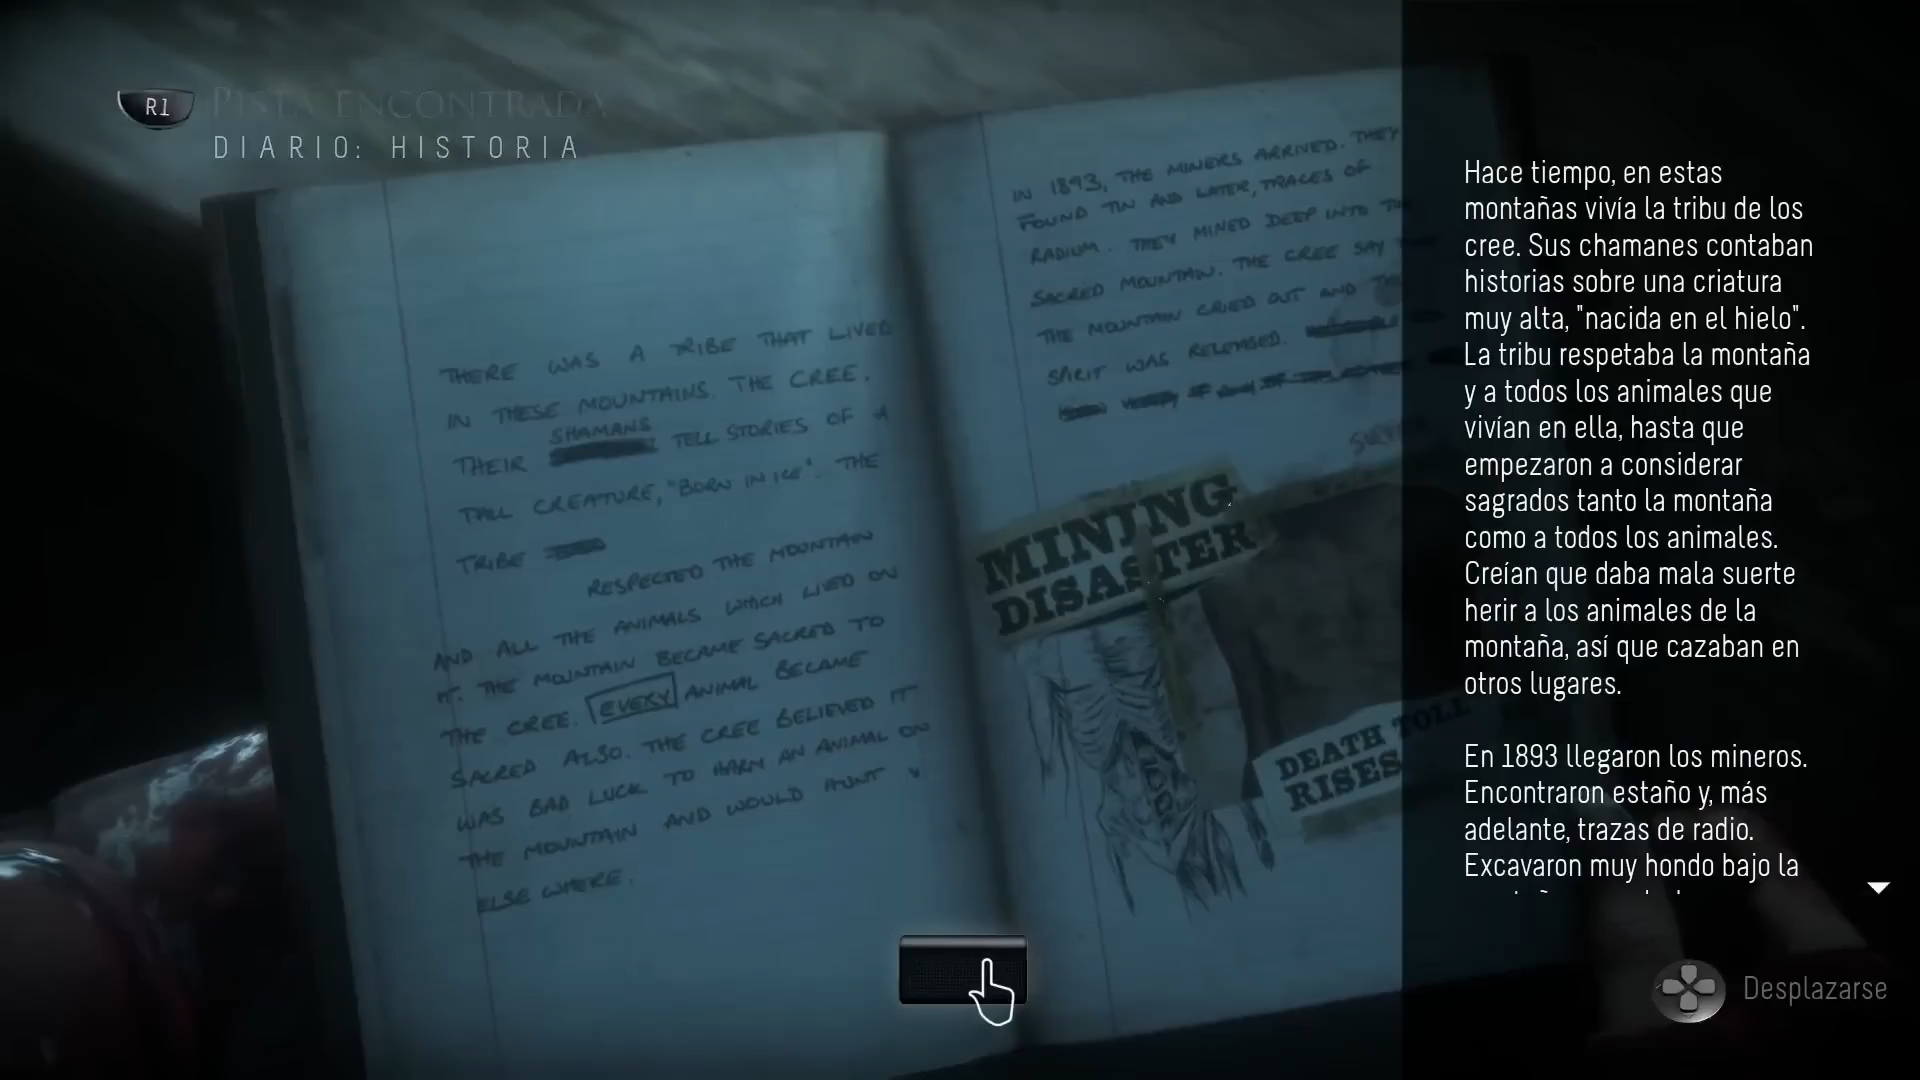 R1
PISTA ENCONTRADA
DIARIO: HISTORIA
THERE WAS A TRIBE THAT LIVED
IN THESE MOUNTAINS. THE CREE.
SHAMANS
THEIR TELL STORIES OF A
TALL CREATURE, "BORN IN ICE". THE
TRIBE
RESPECTED THE MOUNTAIN
AND ALL THE ANIMALS WHICH LIVED ON
IT. THE MOUNTAIN BECAME SACRED TO
THE CREE. EVERY ANIMAL BECAME
SACRED ALSO. THE CREE BELIEVED IT
WAS BAD LUCK TO HARM AN ANIMAL ON
THE MOUNTAIN AND WOULD HUNT
ELSE WHERE.
IN 1893, THE MINERS ARRIVED. THEY
FOUND TIN AND LATER, TRACES OF
RADIUM. THEY MINED DEEP INTO
SACRED MOUNTAIN. THE CREE SAY
THE MOUNTAIN CRIED OUT AND
SPIRIT WAS RELEASED.
MINING
DISASTER
DEATH TOLL
RISES
Hace tiempo, en estas
montañas vivía la tribu de los
cree. Sus chamanes contaban
historias sobre una criatura
muy alta, "nacida en el hielo".
La tribu respetaba la montaña
y a todos los animales que
vivían en ella, hasta que
empezaron a considerar
sagrados tanto la montaña
como a todos los animales.
Creían que daba mala suerte
herir a los animales de la
montaña, así que cazaban en
otros lugares.
En 1893 llegaron los mineros.
Encontraron estaño y, más
adelante, trazas de radio.
Excavaron muy hondo bajo la
Desplazarse